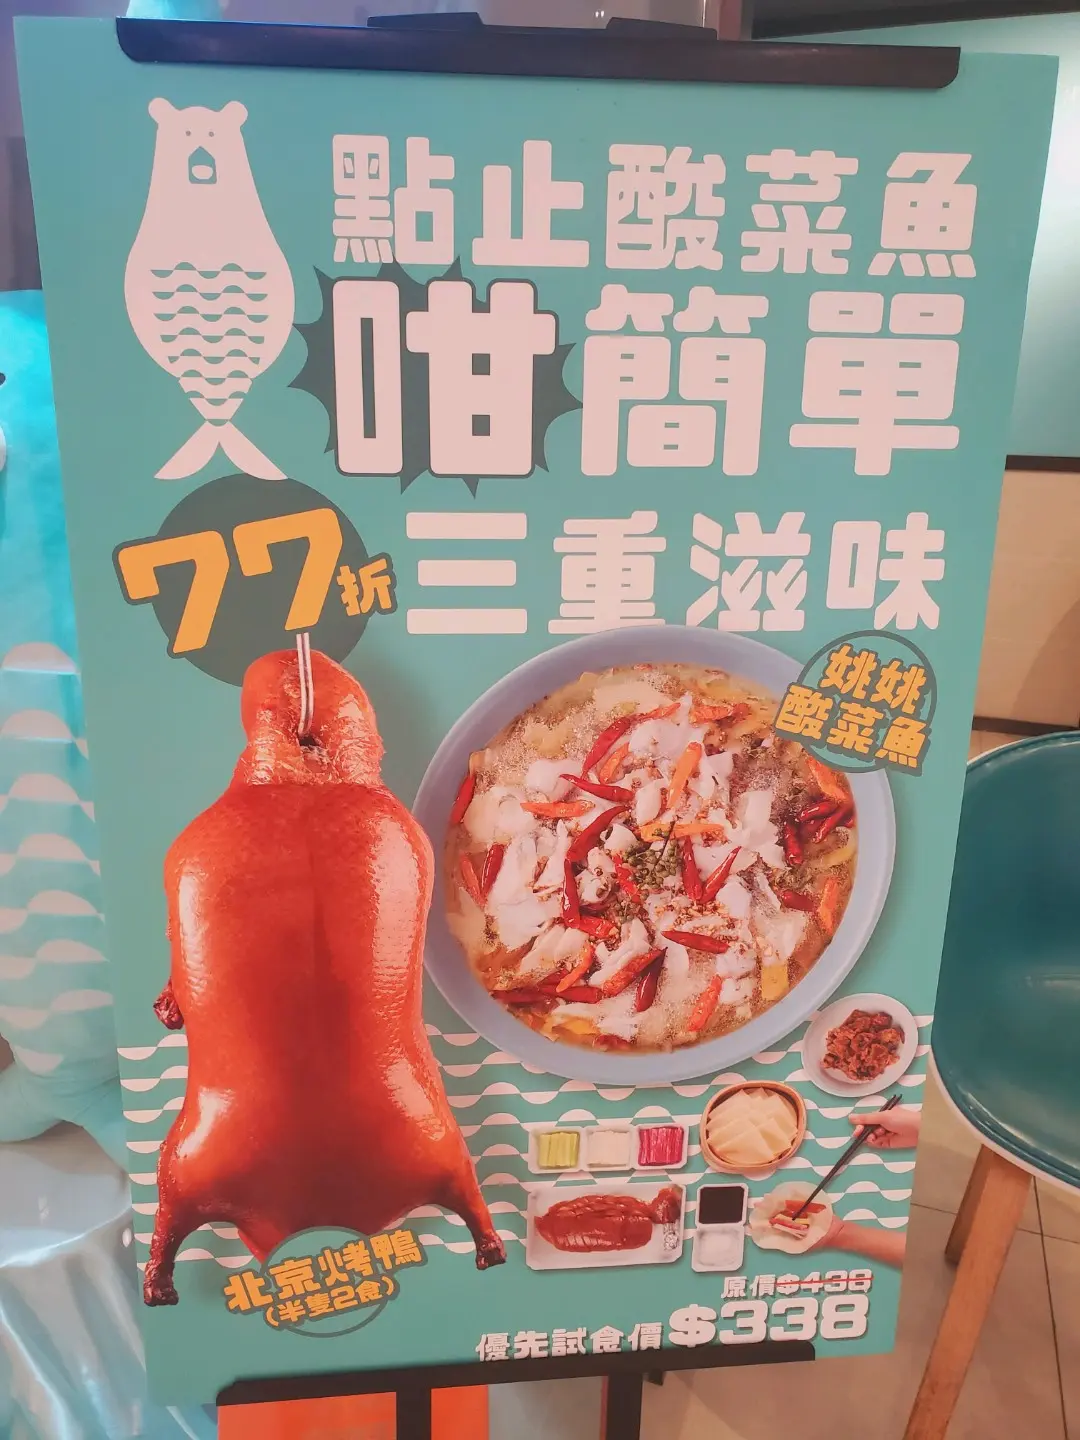 點止酸菜魚
咁簡單
77折
三重滋味
姚姚
酸菜魚
北京烤鴨
(半隻2食)
原價$438
優先試食價 $338